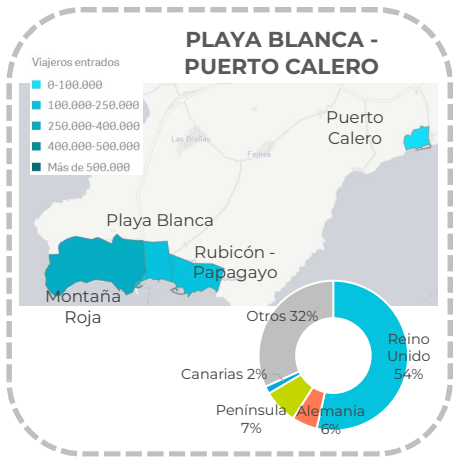 PLAYA BLANCA -
PUERTO CALERO
Viajeros entrados
0-100.000
100.000-250.000
250.000-400.000
400.000-500.000
Más de 500.000
Puerto
Calero
Las Breñas
Femes
Playa Blanca
Rubicón -
Papagayo
Montaña
Roja
Otros 32%
Reino
Unido
54%
Canarias 2%
Península
7%
Alemania
6%